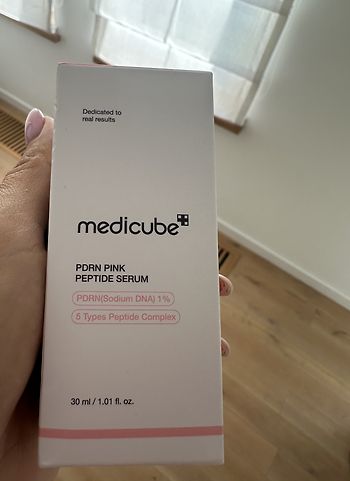 Dedicated to
real results
medicube
PDRN PINK
PEPTIDE SERUM
PDRN(Sodium DNA) 1%
5 Types Peptide Complex
30 ml / 1.01 fl. oz.